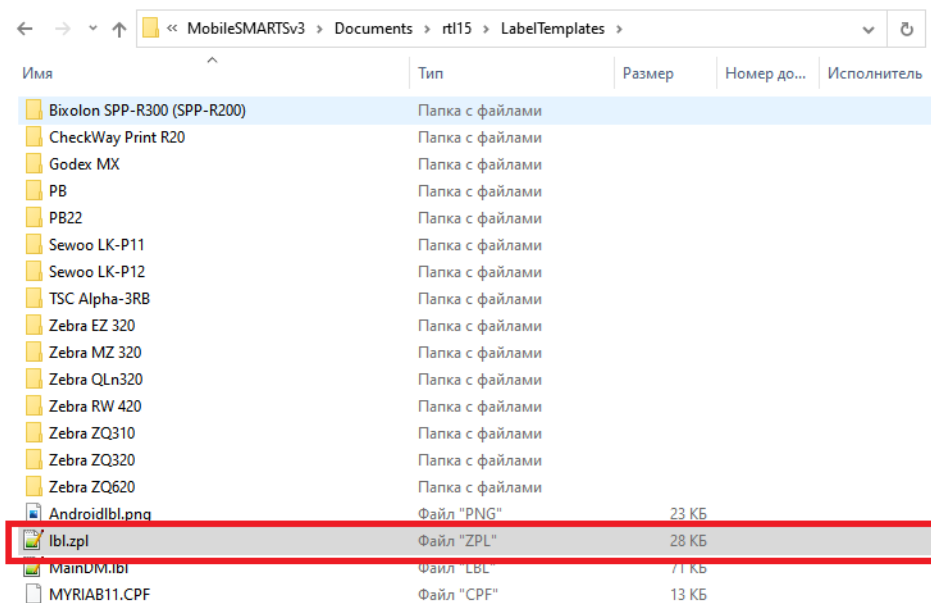 « MobileSMARTSv3 › Documents › rtl15 › LabelTemplates ›
Имя Тип Размер Номер до... Исполнитель
Bixolon SPP-R300 (SPP-R200) Папка с файлами
CheckWay Print R20 Папка с файлами
Godex MX Папка с файлами
PB Папка с файлами
PB22 Папка с файлами
Sewoo LK-P11 Папка с файлами
Sewoo LK-P12 Папка с файлами
TSC Alpha-3RB Папка с файлами
Zebra EZ 320 Папка с файлами
Zebra MZ 320 Папка с файлами
Zebra QLn320 Папка с файлами
Zebra RW 420 Папка с файлами
Zebra ZQ310 Папка с файлами
Zebra ZQ320 Папка с файлами
Zebra ZQ620 Папка с файлами
Androidlbl.png Файл "PNG" 23 КБ
lbl.zpl Файл "ZPL" 28 КБ
MainDM.lbl Файл "LBL" 71 КБ
MYRIAB11.CPF Файл "CPF" 13 КБ